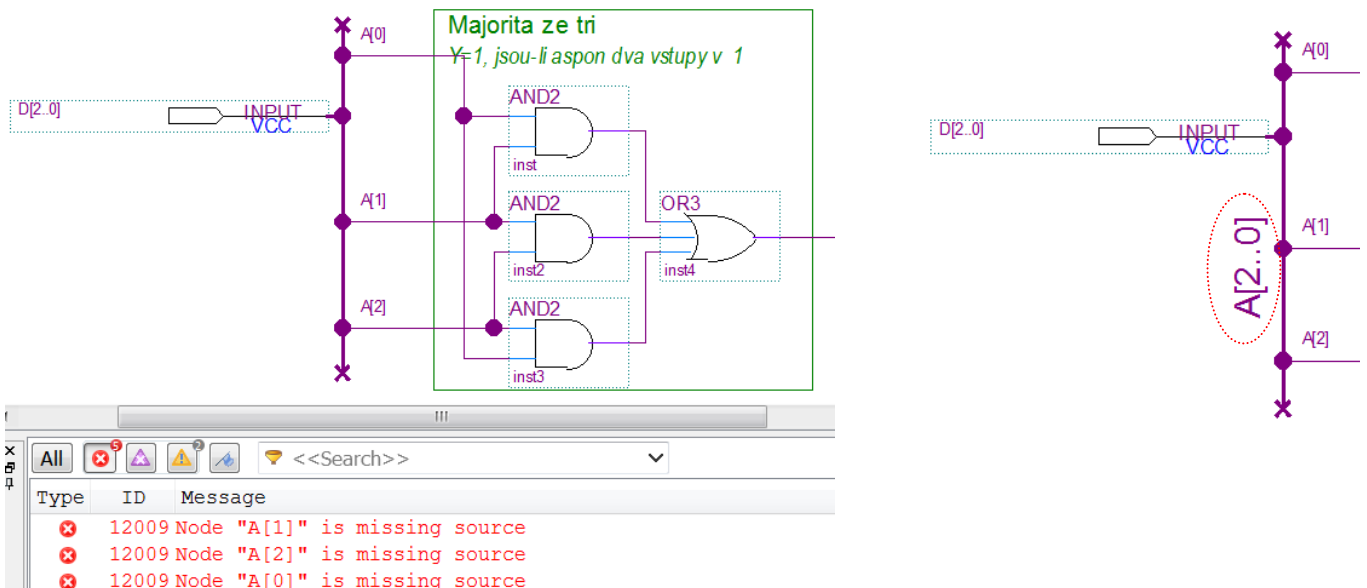 A[0]
Majorita ze tri
Y=1, jsou-li aspon dva vstupy v 1
D[2..0]
INPUT
VCC
AND2
inst
A[1]
AND2
inst2
OR3
inst4
A[2]
AND2
inst3
A[0]
D[2..0]
INPUT
VCC
A[2..0]
A[1]
A[2]
All
5
2
<<Search>>
Type ID Message
12009 Node "A[1]" is missing source
12009 Node "A[2]" is missing source
12009 Node "A[0]" is missing source